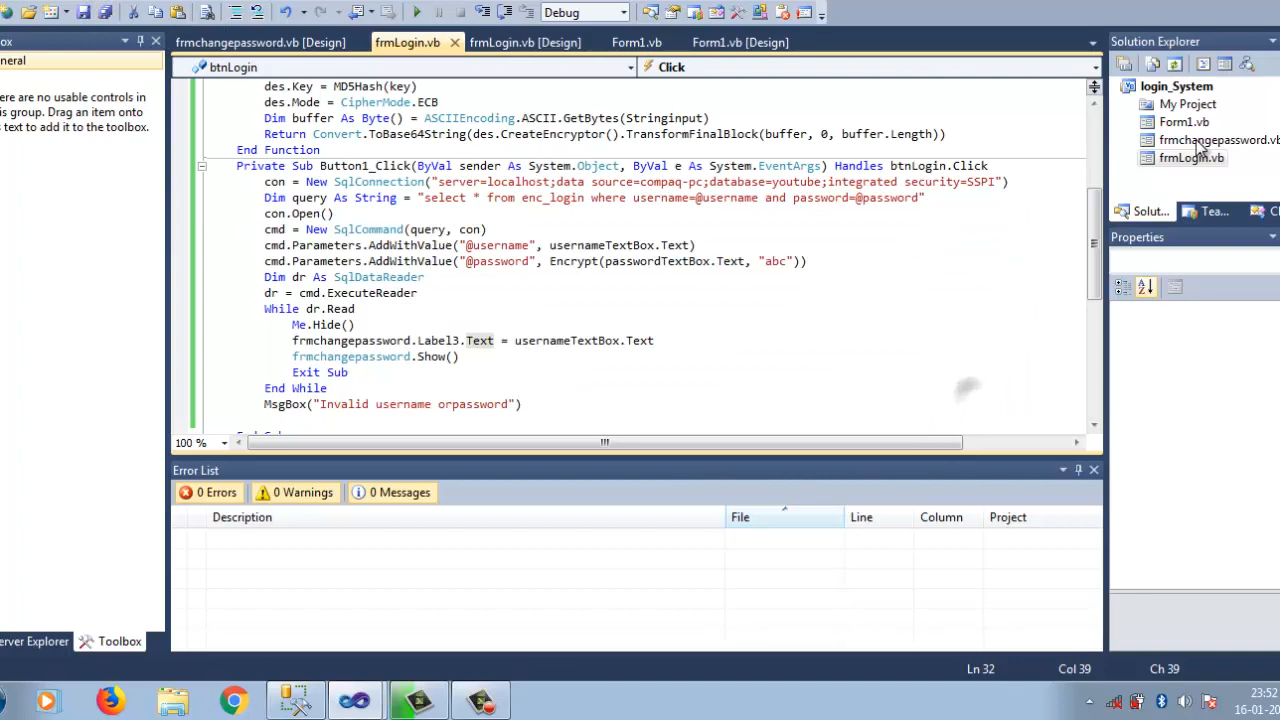 Debug
ox
frmchangepassword.vb [Design]
frmLogin.vb
frmLogin.vb [Design]
Form1.vb
Form1.vb [Design]
Solution Explorer
neral
btnLogin
Click
ere are no usable controls in
is group. Drag an item onto
s text to add it to the toolbox.
des.Key = MD5Hash(key)
des.Mode = CipherMode.ECB
Dim buffer As Byte() = ASCIIEncoding.ASCII.GetBytes(Stringinput)
Return Convert.ToBase64String(des.CreateEncryptor().TransformFinalBlock(buffer, 0, buffer.Length))
End Function
Private Sub Button1_Click(ByVal sender As System.Object, ByVal e As System.EventArgs) Handles btnLogin.Click
con = New SqlConnection("server=localhost;data source=compaq-pc;database=youtube;integrated security=SSPI")
Dim query As String = "select * from enc_login where username=@username and password=@password"
con.Open()
cmd = New SqlCommand(query, con)
cmd.Parameters.AddWithValue("@username", usernameTextBox.Text)
cmd.Parameters.AddWithValue("@password", Encrypt(passwordTextBox.Text, "abc"))
Dim dr As SqlDataReader
dr = cmd.ExecuteReader
While dr.Read
Me.Hide()
frmchangepassword.Label3.Text = usernameTextBox.Text
frmchangepassword.Show()
Exit Sub
End While
MsgBox("Invalid username orpassword")
100 %
login_System
My Project
Form1.vb
frmchangepassword.vb
frmLogin.vb
Solut...
Tea...
Properties
Error List
0 Errors
0 Warnings
0 Messages
Description
File
Line
Column
Project
erver Explorer
Toolbox
Ln 32
Col 39
Ch 39
23:52
16-01-20